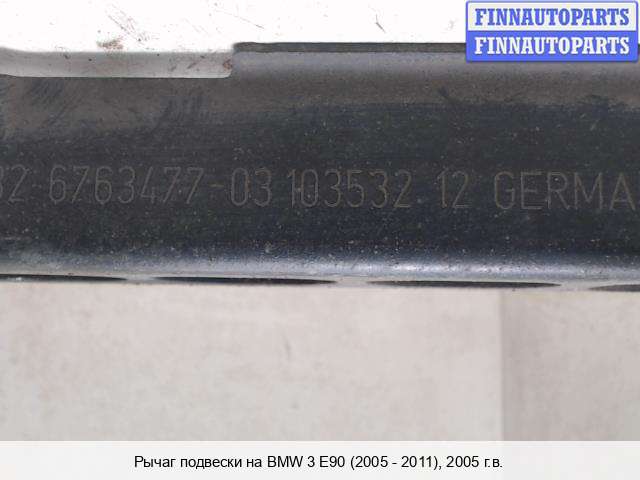 FINNAUTOPARTS
FINNAUTOPARTS
32 6763477-03 103532 12 GERMA
Рычаг подвески на BMW 3 E90 (2005 - 2011), 2005 г.в.